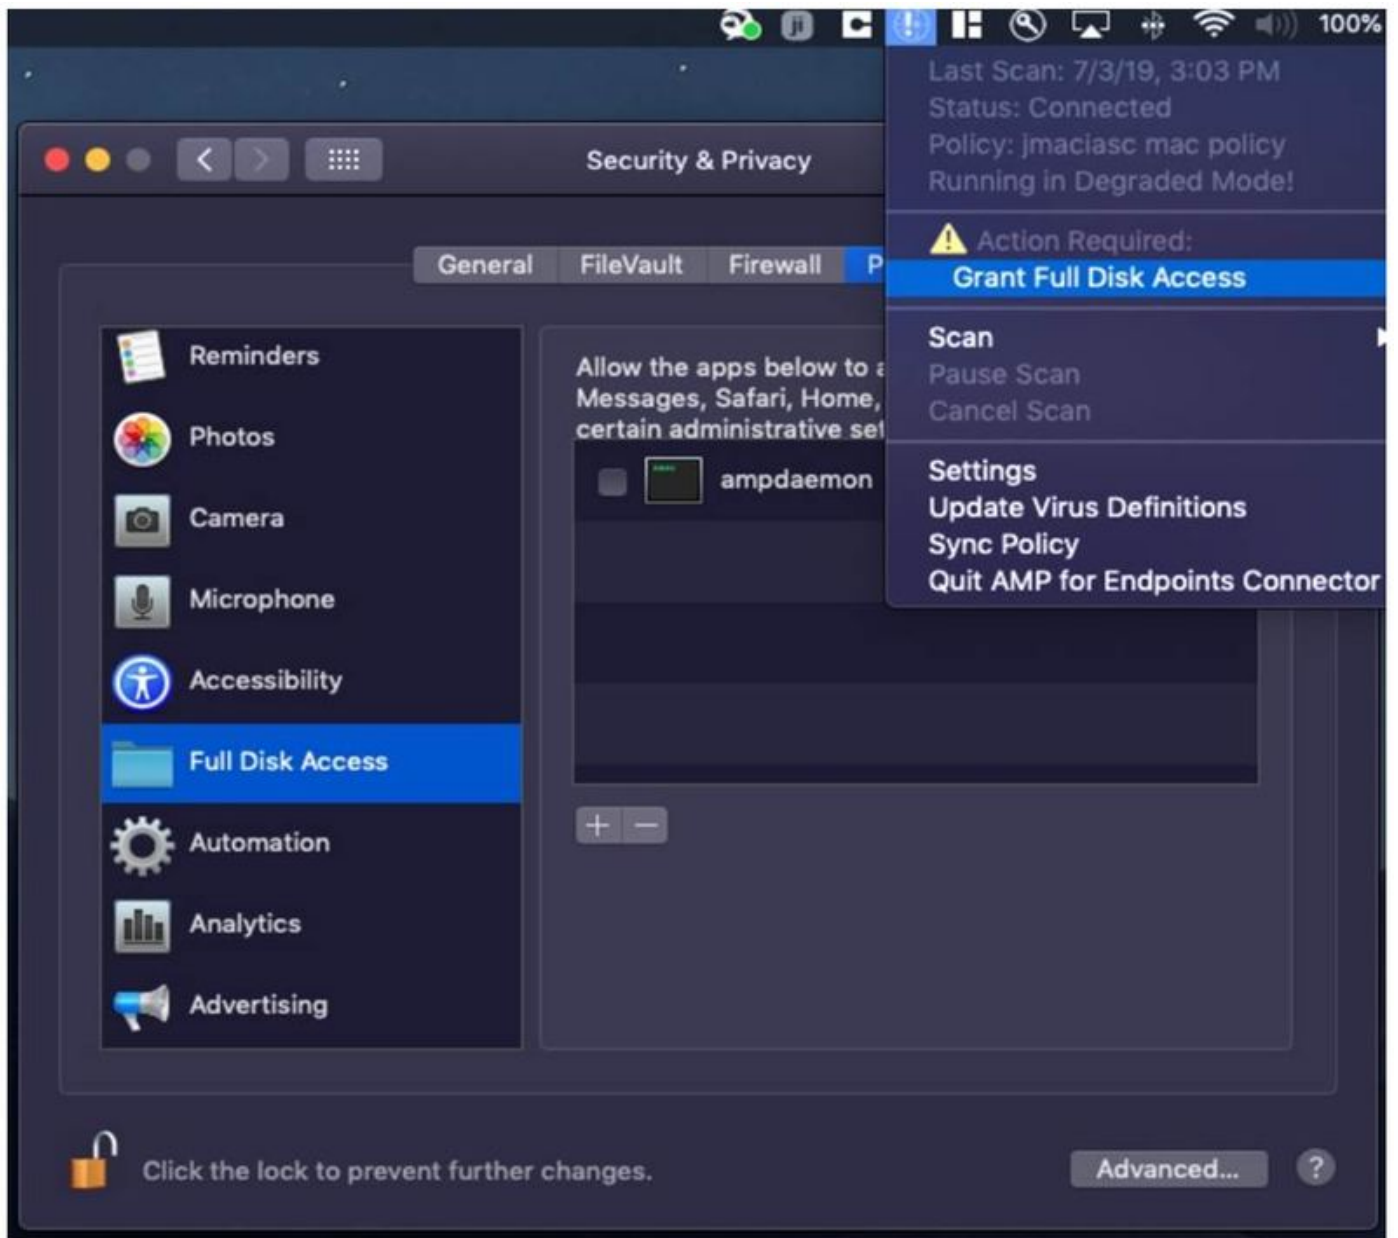 ji
100%
Last Scan: 7/3/19, 3:03 PM
Status: Connected
Policy: jmaciasc mac policy
Running in Degraded Mode!
Action Required:
Grant Full Disk Access
Scan
Pause Scan
Cancel Scan
Settings
Update Virus Definitions
Sync Policy
Quit AMP for Endpoints Connector
Security & Privacy
General
FileVault
Firewall
P
Reminders
Photos
Camera
Microphone
Accessibility
Full Disk Access
Automation
Analytics
Advertising
Allow the apps below to a
Messages, Safari, Home,
certain administrative set
ampdaemon
Click the lock to prevent further changes.
Advanced...
?